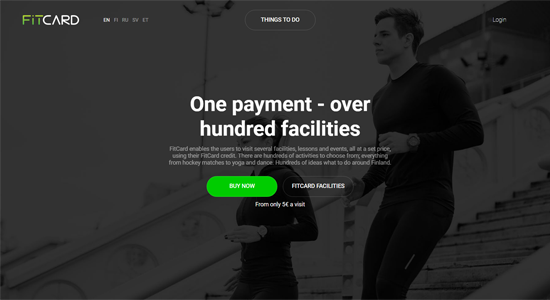 FITCARD
EN FI RU SV ET
THINGS TO DO
Login
One payment - over
hundred facilities
FitCard enables the users to visit several facilities, lessons and events, all at a set price,
using their FitCard credit. There are hundreds of activities to choose from; everything
from hockey matches to yoga and dance. Hundreds of ideas what to do around Finland.
BUY NOW
FITCARD FACILITIES
From only 5€ a visit